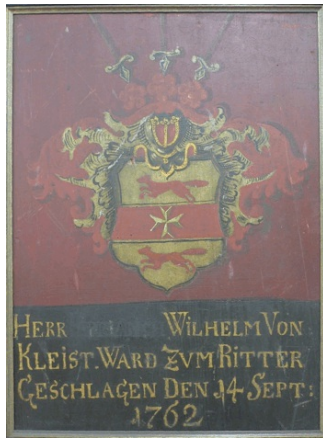 HERR WILHELM VON
KLEIST. WARD ZVM RITTER
GESCHLAGEN DEN 14 SEPT:
1762